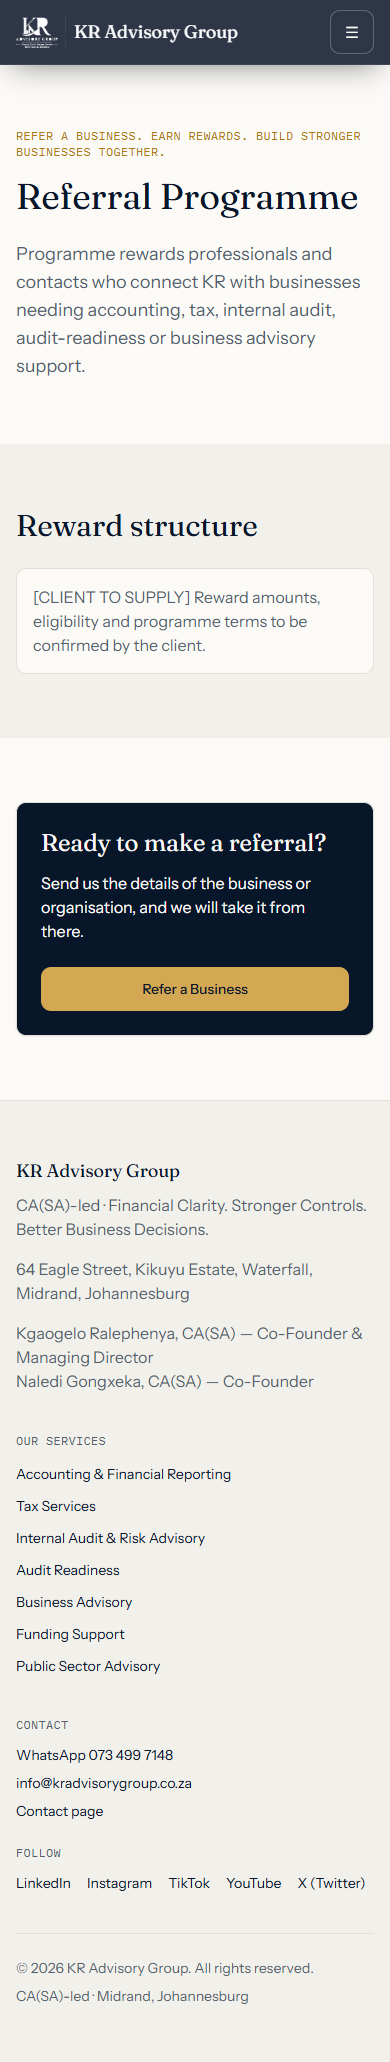 KR
ADVISORY GROUP
KR Advisory Group
☰
REFER A BUSINESS. EARN REWARDS. BUILD STRONGER
BUSINESSES TOGETHER.
Referral Programme
Programme rewards professionals and
contacts who connect KR with businesses
needing accounting, tax, internal audit,
audit-readiness or business advisory
support.
Reward structure
[CLIENT TO SUPPLY] Reward amounts,
eligibility and programme terms to be
confirmed by the client.
Ready to make a referral?
Send us the details of the business or
organisation, and we will take it from
there.
Refer a Business
KR Advisory Group
CA(SA)-led · Financial Clarity. Stronger Controls.
Better Business Decisions.
64 Eagle Street, Kikuyu Estate, Waterfall,
Midrand, Johannesburg
Kgaogelo Ralephenya, CA(SA) — Co-Founder &
Managing Director
Naledi Gongxeka, CA(SA) — Co-Founder
OUR SERVICES
Accounting & Financial Reporting
Tax Services
Internal Audit & Risk Advisory
Audit Readiness
Business Advisory
Funding Support
Public Sector Advisory
CONTACT
WhatsApp 073 499 7148
info@kradvisorygroup.co.za
Contact page
FOLLOW
LinkedIn Instagram TikTok YouTube X (Twitter)
© 2026 KR Advisory Group. All rights reserved.
CA(SA)-led · Midrand, Johannesburg